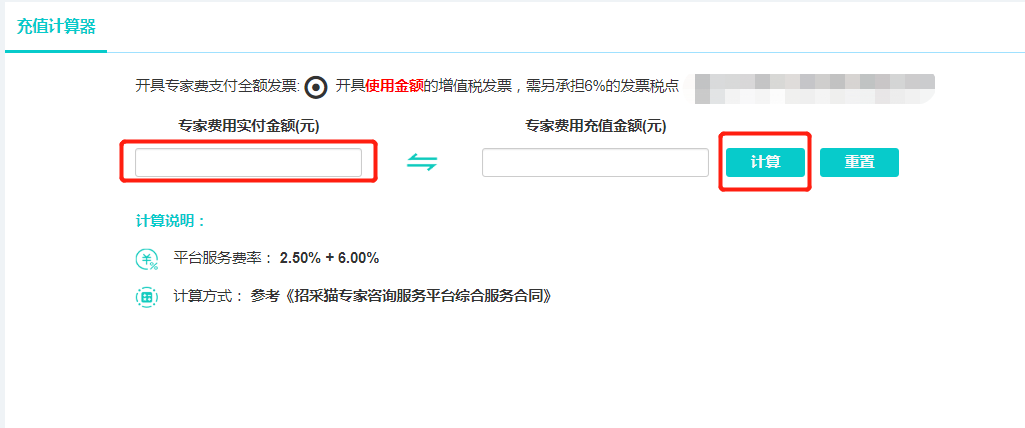 充值计算器
开具专家费支付全额发票: 开具使用金额的增值税发票，需另承担6%的发票税点
专家费用实付金额(元) 专家费用充值金额(元)
计算 重置
计算说明：
平台服务费率： 2.50% + 6.00%
计算方式： 参考《招采猫专家咨询服务平台综合服务合同》